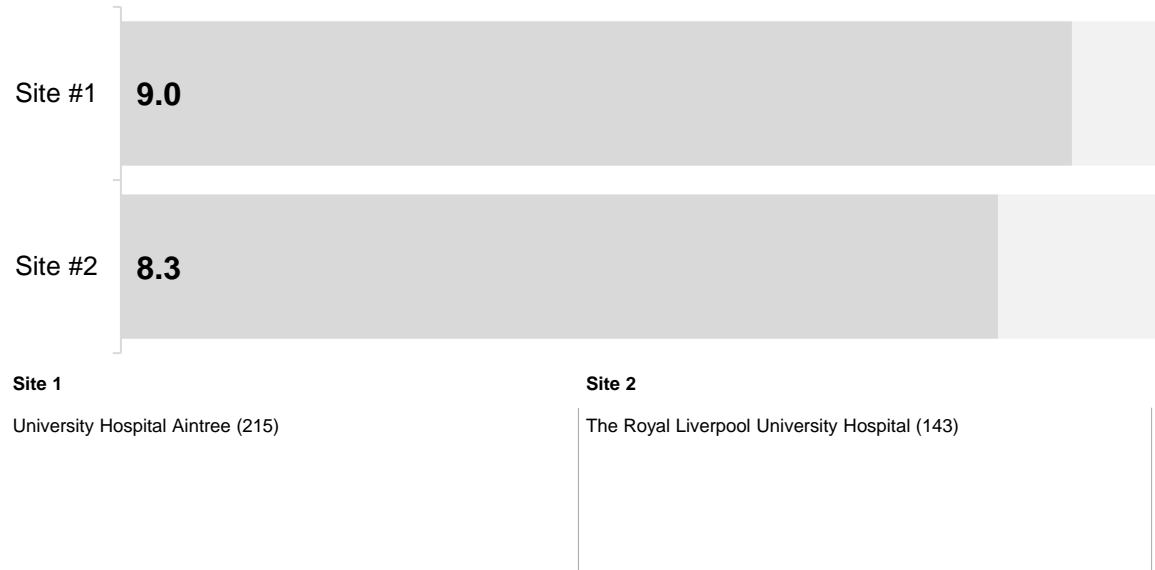 Site #1 9.0
Site #2 8.3
Site 1
University Hospital Aintree (215)
Site 2
The Royal Liverpool University Hospital (143)